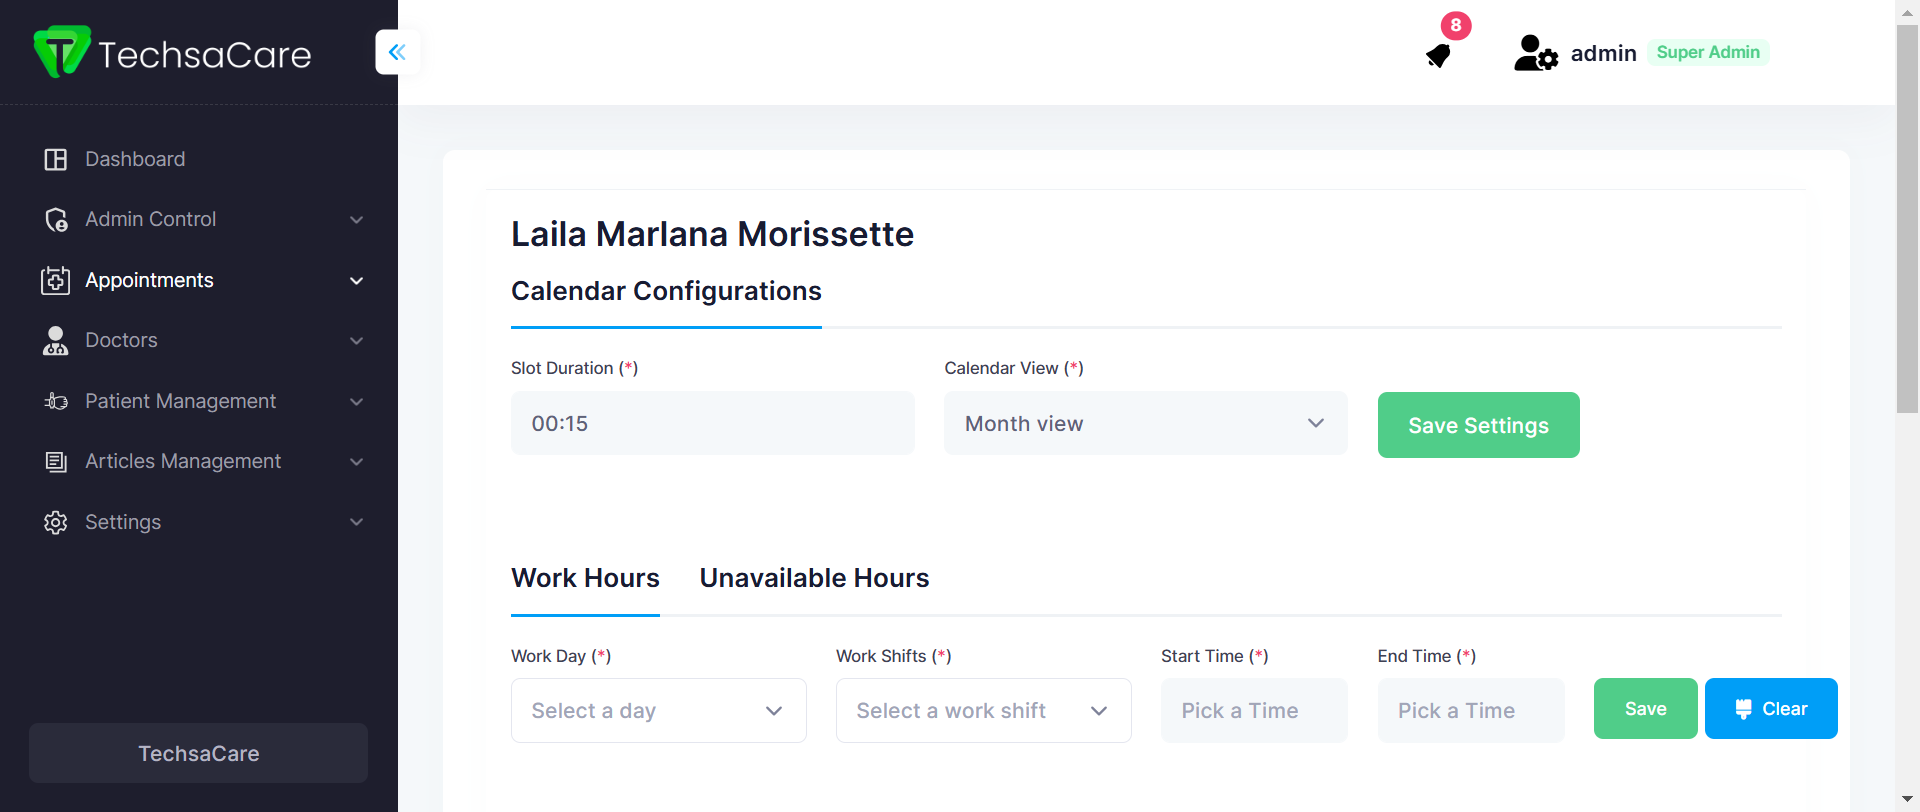 TechsaCare
8
admin
Super Admin
Dashboard
Admin Control
Appointments
Doctors
Patient Management
Articles Management
Settings
TechsaCare
Laila Marlana Morissette
Calendar Configurations
Slot Duration (*)
Calendar View (*)
00:15
Month view
Save Settings
Work Hours
Unavailable Hours
Work Day (*)
Work Shifts (*)
Start Time (*)
End Time (*)
Select a day
Select a work shift
Pick a Time
Pick a Time
Save
Clear